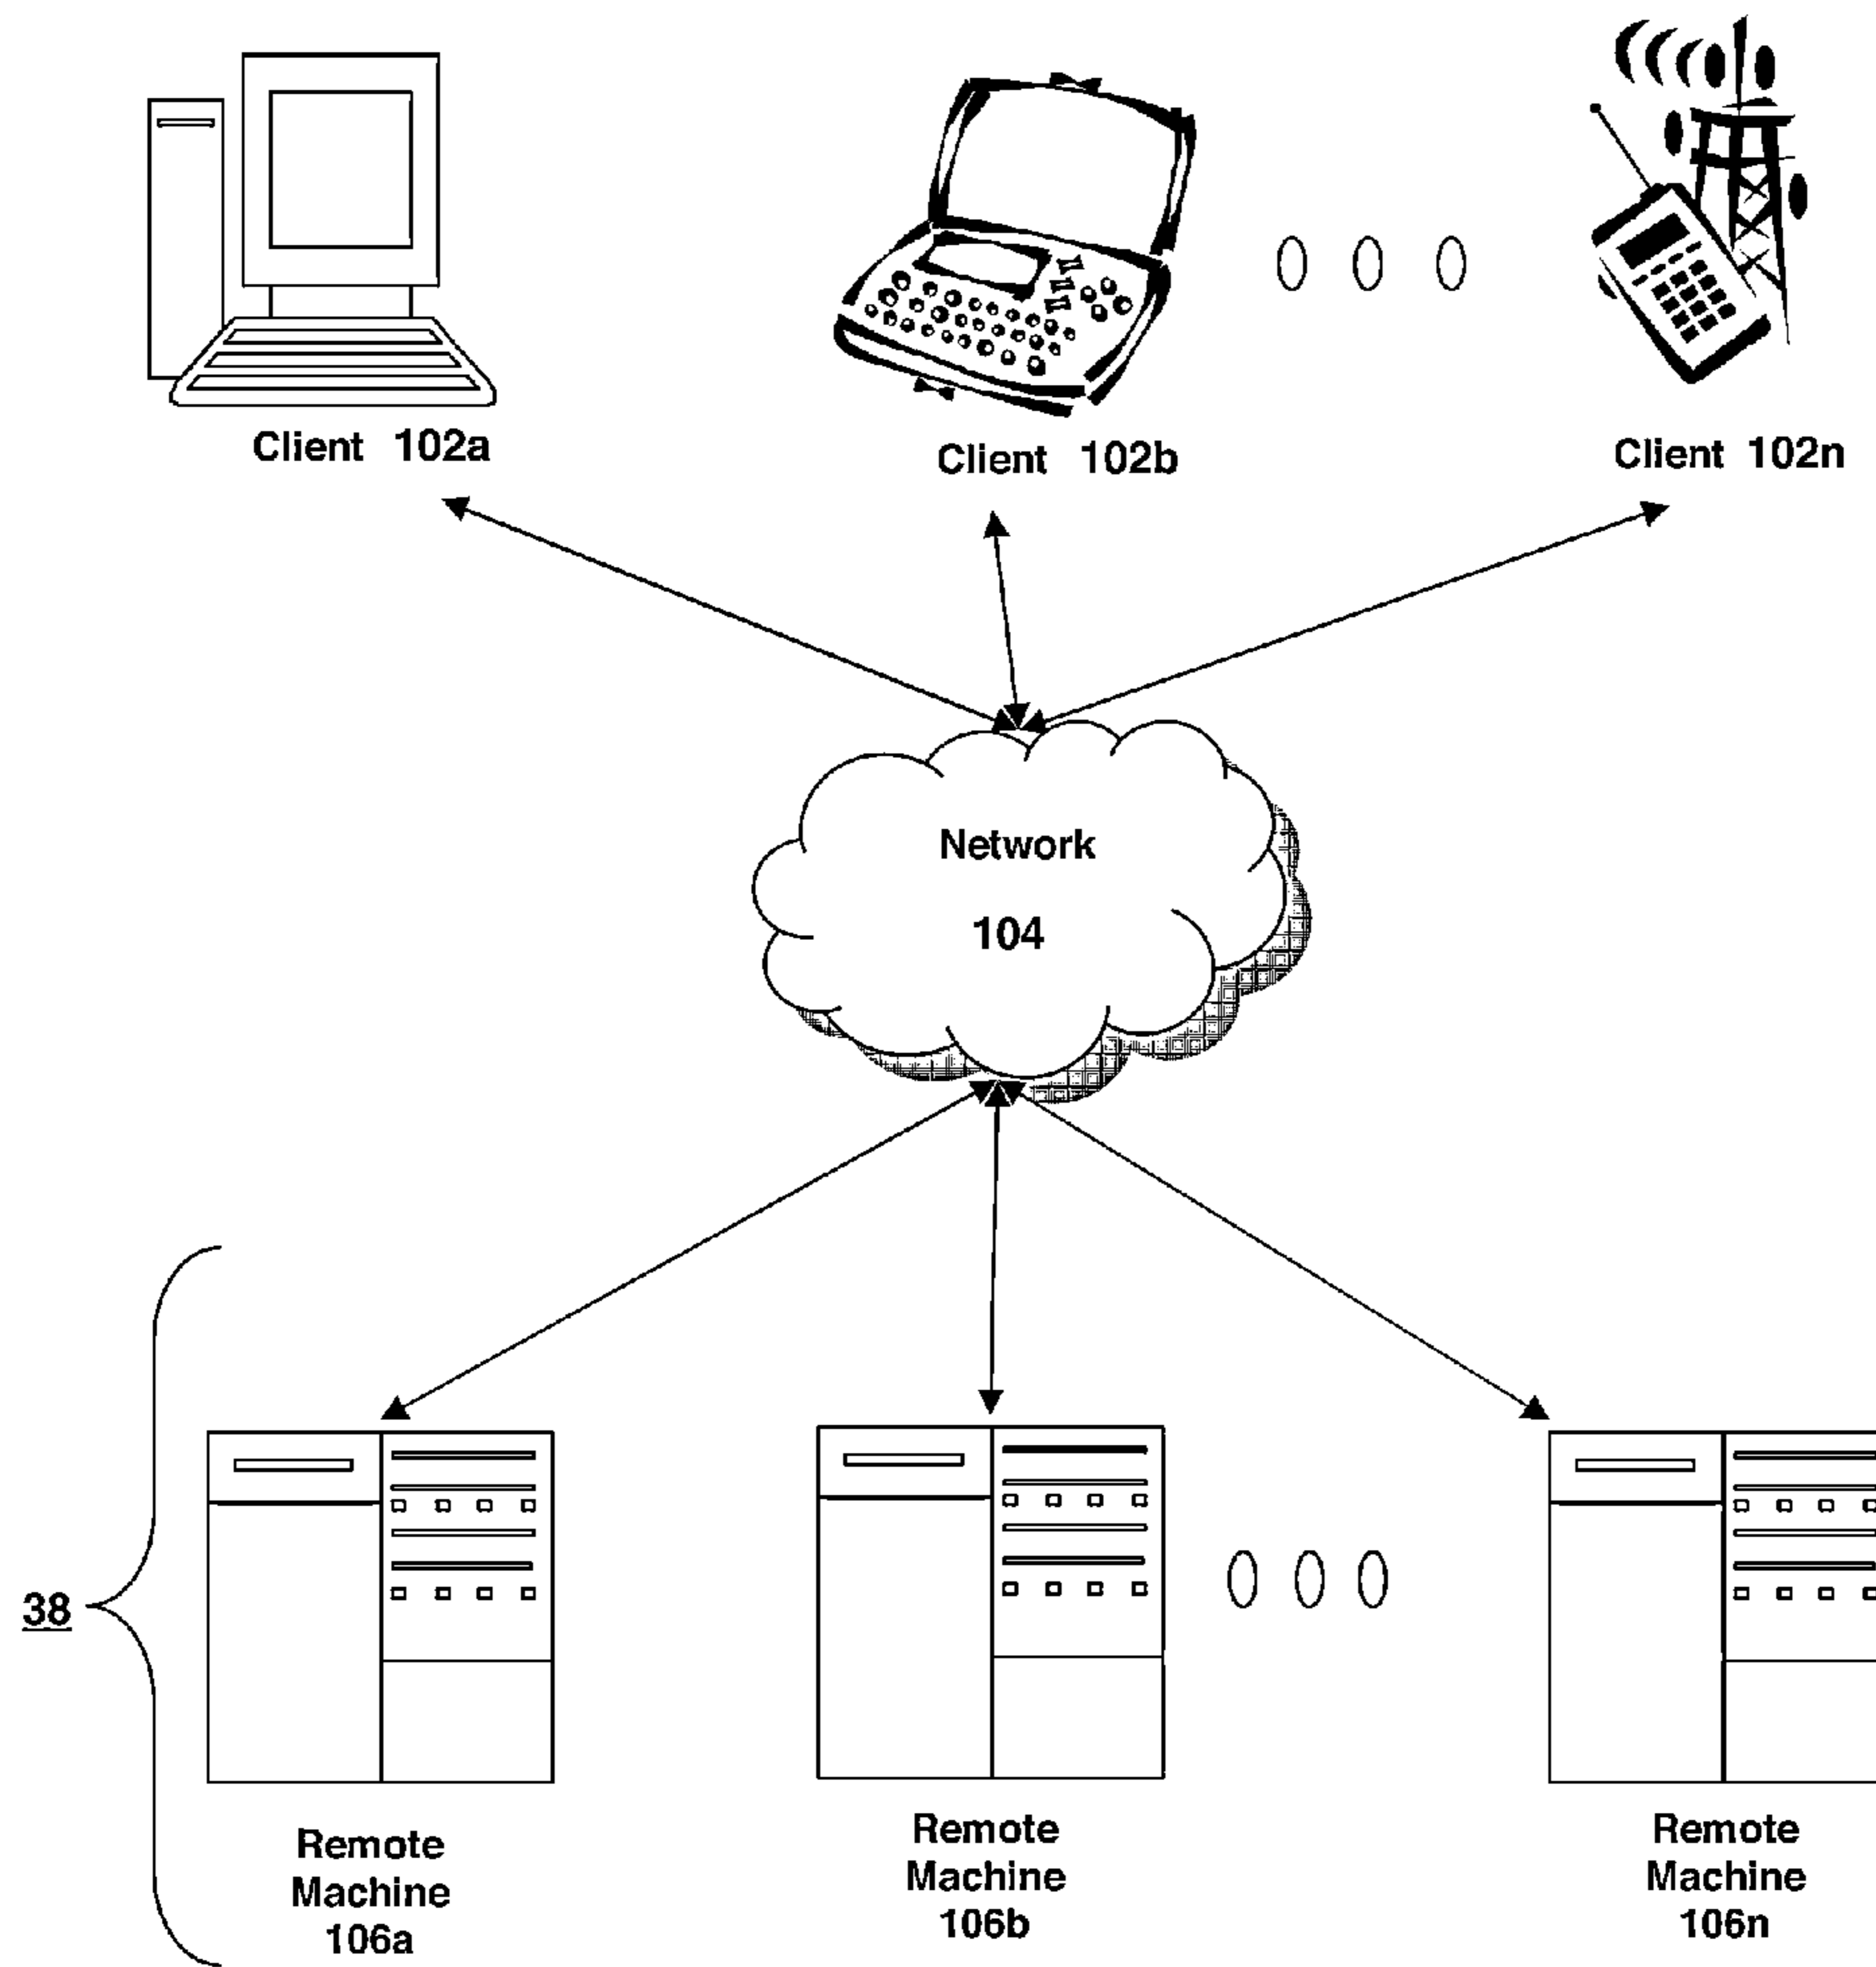 Client 102a
Client 102b
Client 102n
Network
104
38
Remote
Machine
106a
Remote
Machine
106b
Remote
Machine
106n